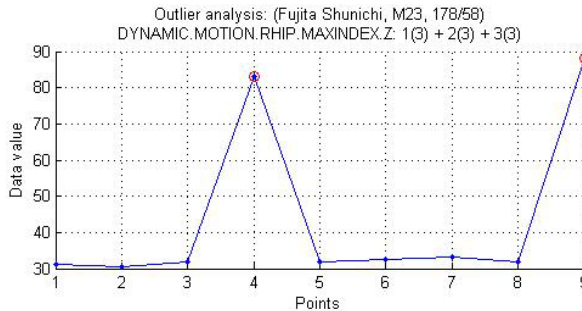 Outlier analysis: (Fujita Shunichi, M23, 178/58)
DYNAMIC.MOTION.RHIP.MAXINDEX.Z: 1(3) + 2(3) + 3(3)
90
80
70
60
50
40
30
Data value
1 2 3 4 5 6 7 8 9
Points